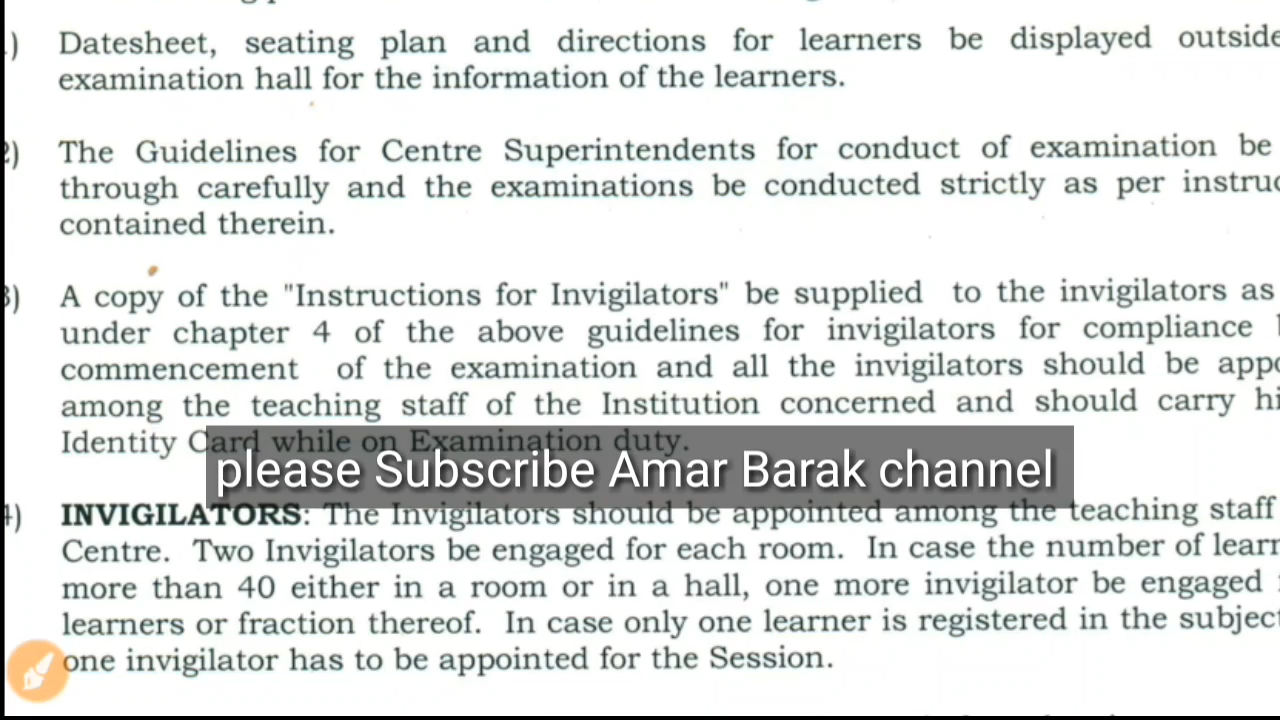 Datesheet, seating plan and directions for learners be displayed outside
examination hall for the information of the learners.
The Guidelines for Centre Superintendents for conduct of examination be
through carefully and the examinations be conducted strictly as per instruc
contained therein.
A copy of the "Instructions for Invigilators" be supplied to the invigilators as
under chapter 4 of the above guidelines for invigilators for compliance
commencement of the examination and all the invigilators should be appo
among the teaching staff of the Institution concerned and should carry hi
Identity Card while on Examination duty.
please Subscribe Amar Barak channel
INVIGILATORS: The Invigilators should be appointed among the teaching staff
Centre. Two Invigilators be engaged for each room. In case the number of learn
more than 40 either in a room or in a hall, one more invigilator be engaged
learners or fraction thereof. In case only one learner is registered in the subject
one invigilator has to be appointed for the Session.